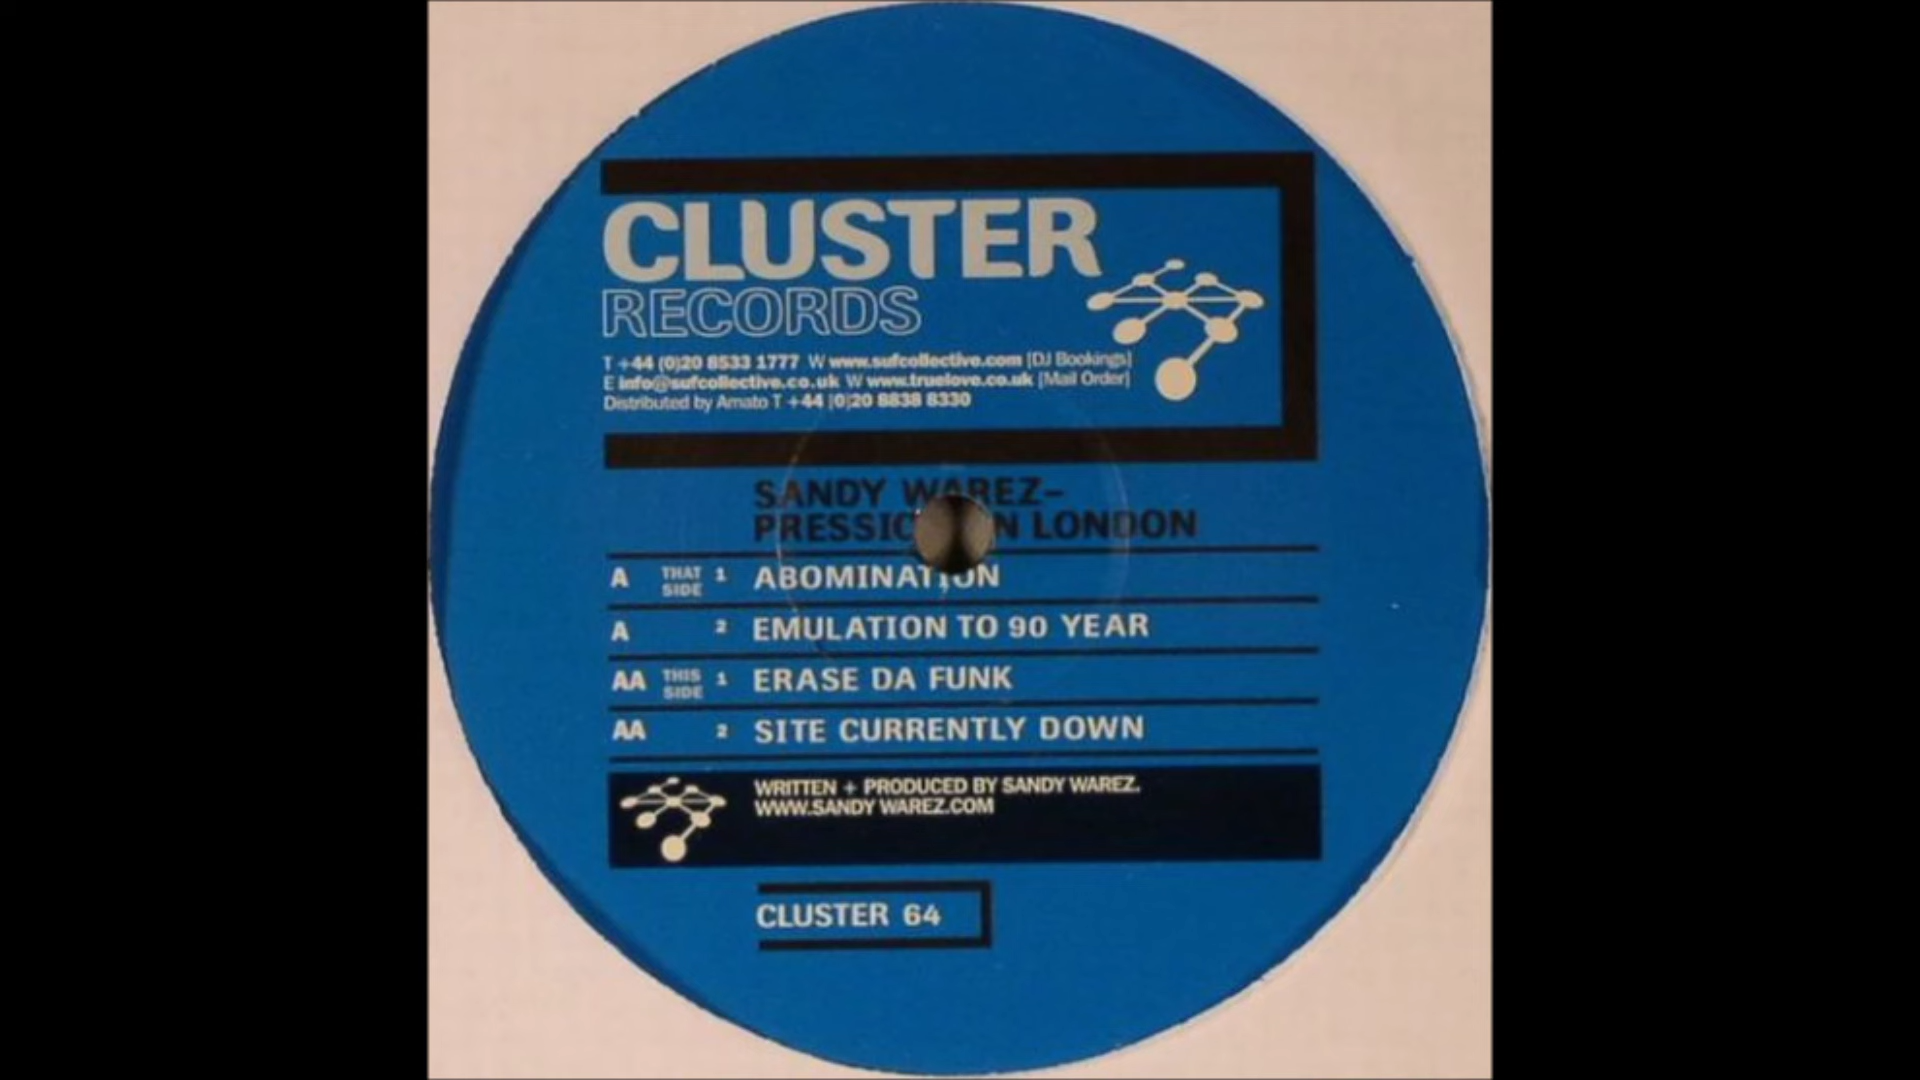 CLUSTER
RECORDS
T +44 (0)20 8533 1777 W www.sufcollective.com [DJ Bookings]
E info@sufcollective.co.uk W www.truelove.co.uk [Mail Order]
Distributed by Amato T +44 [0]20 8838 8330
SANDY WAREZ–
LONDON
A THAT SIDE 1 ABOMINATION
A 2 EMULATION TO 90 YEAR
AA THIS SIDE 1 ERASE DA FUNK
AA 2 SITE CURRENTLY DOWN
WRITTEN + PRODUCED BY SANDY WAREZ.
WWW.SANDY WAREZ.COM
CLUSTER 64